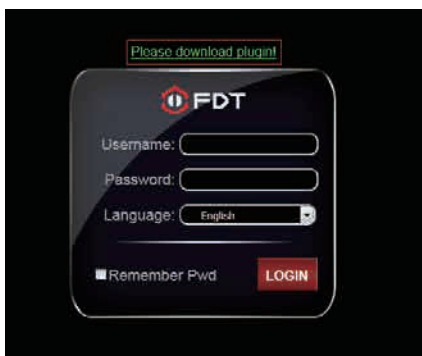 Please download plugin!
FDT
Username:
Password:
Language: English
Remember Pwd LOGIN